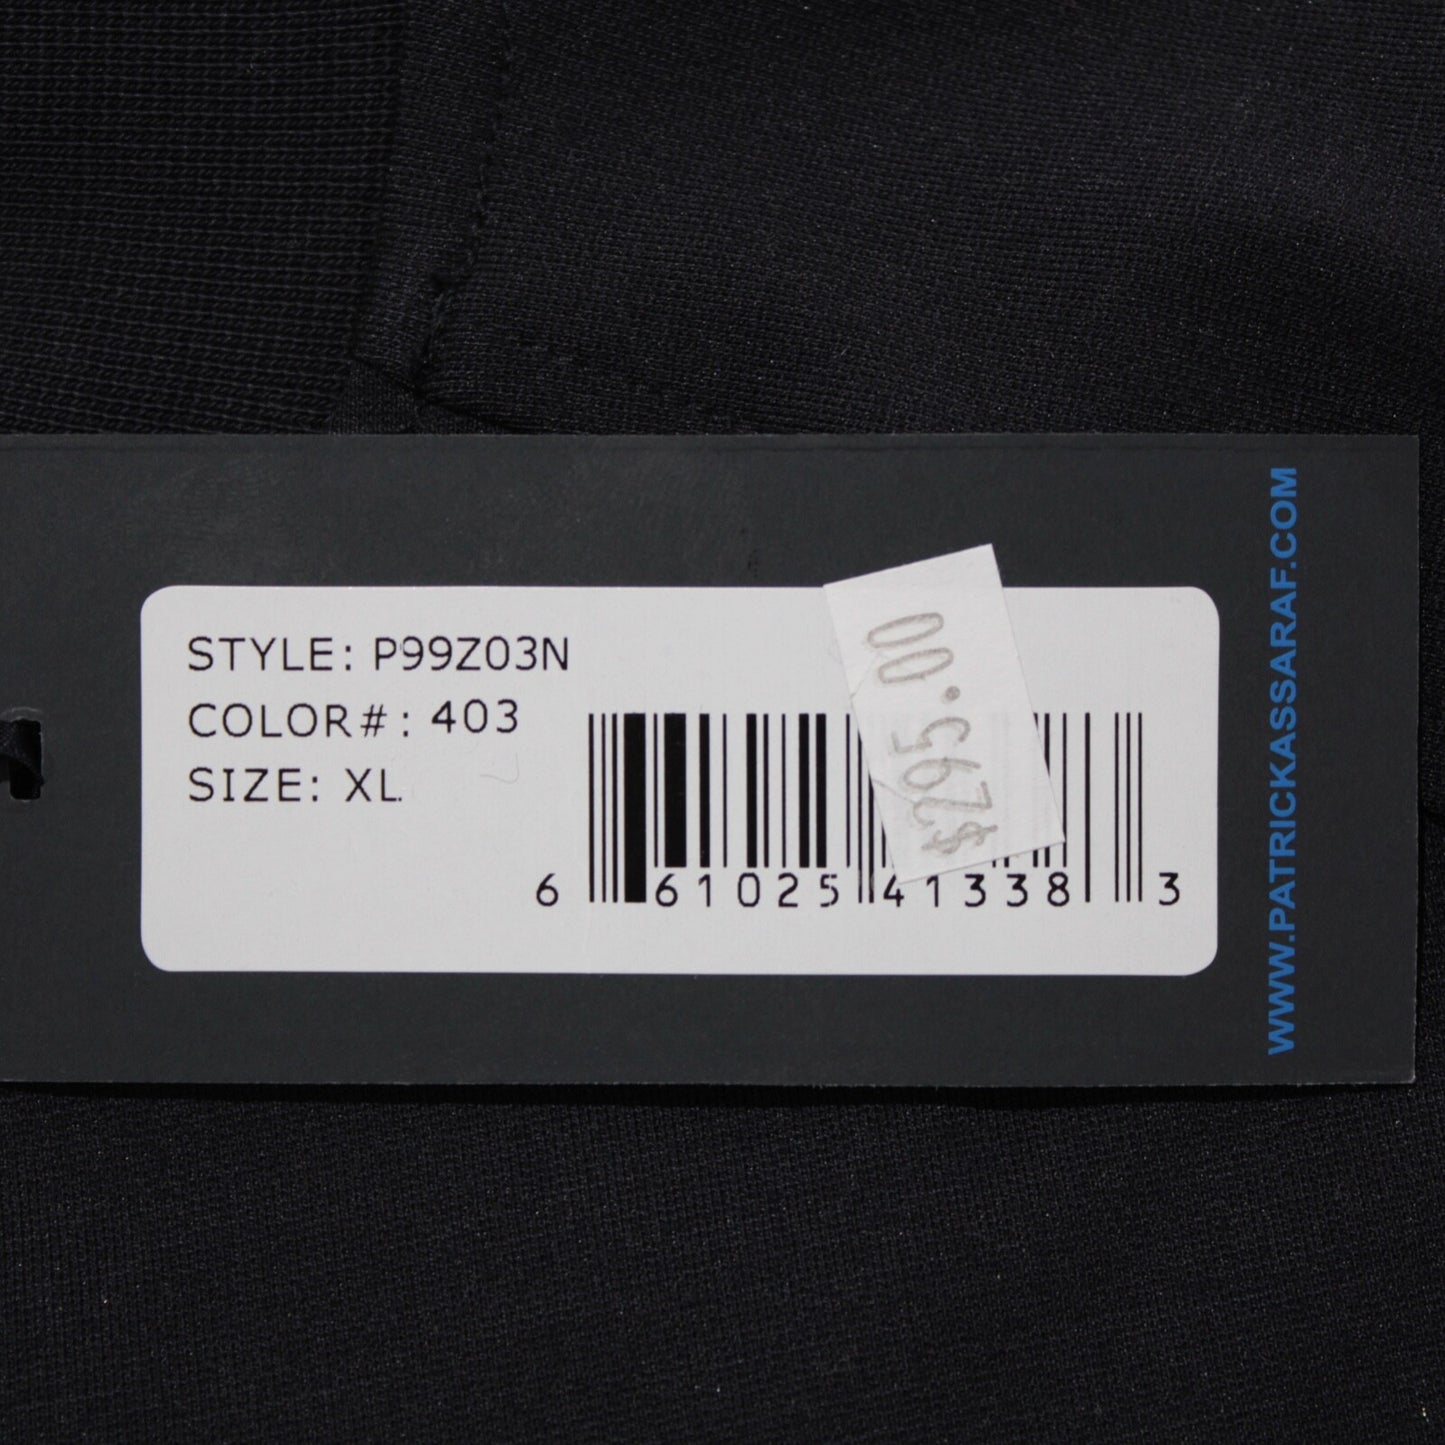 STYLE: P99Z03N
COLOR#: 403
SIZE: XL
$295.00
6 61025 41338 3
WWW.PATRICKASSARAF.COM